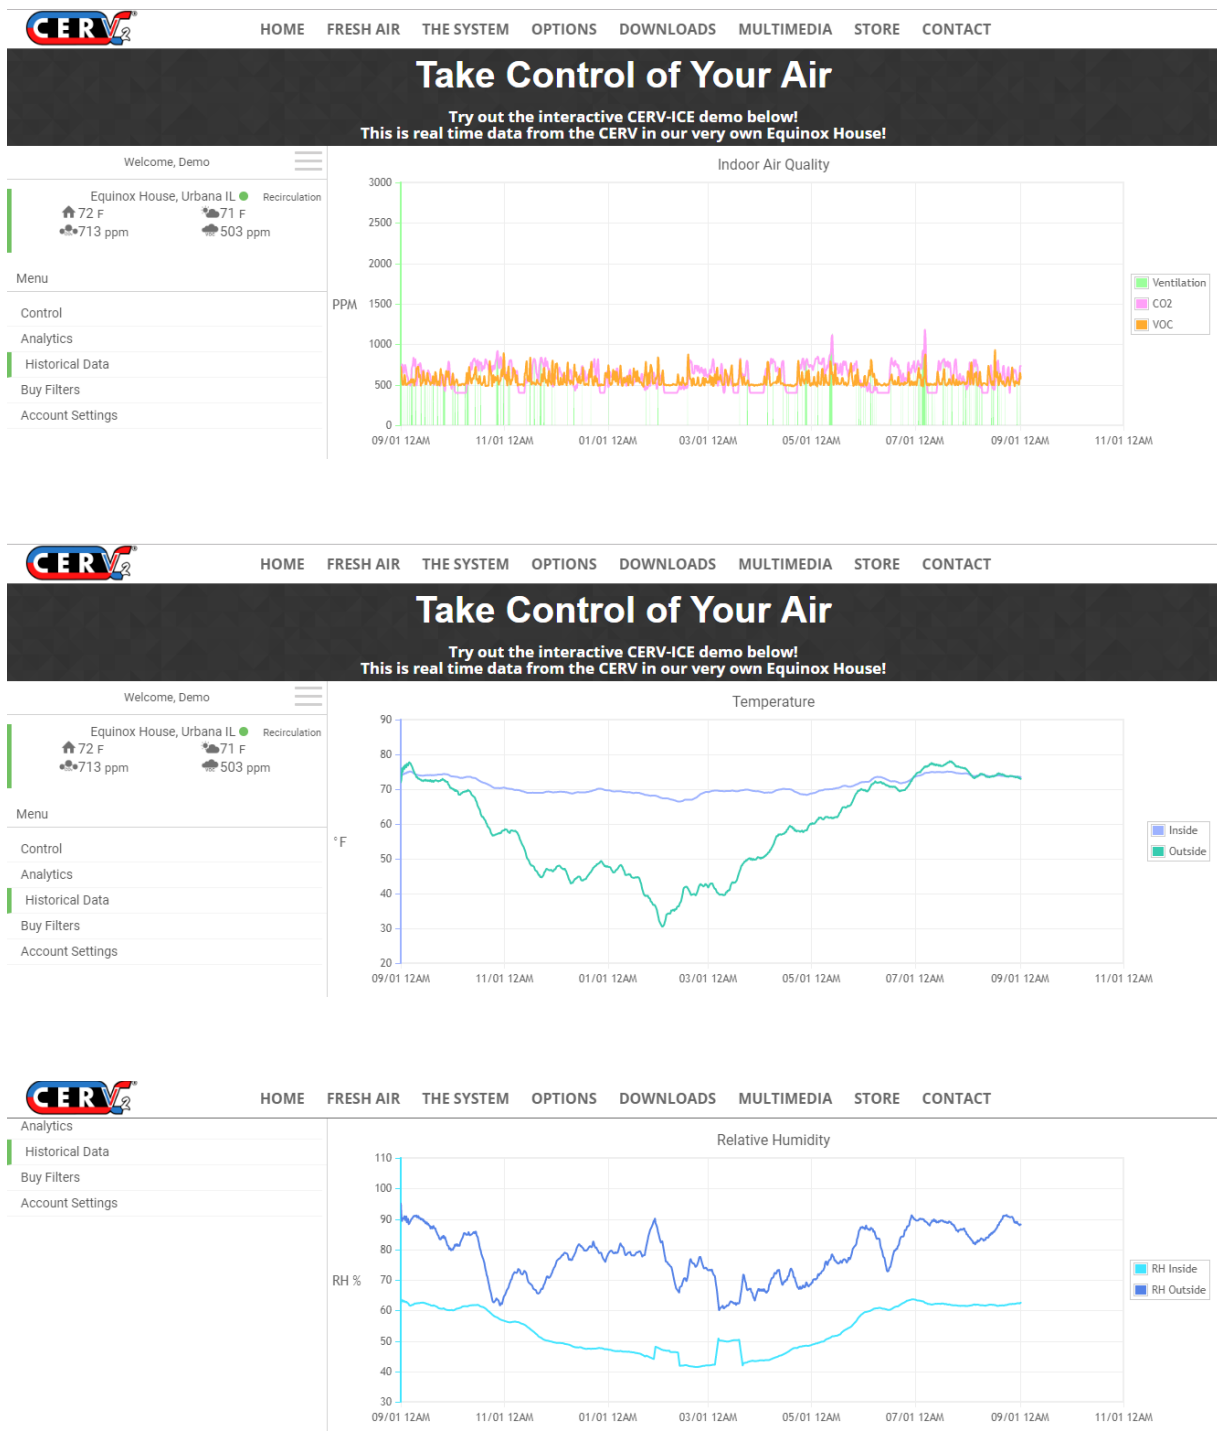 CERV2
HOME FRESH AIR THE SYSTEM OPTIONS DOWNLOADS MULTIMEDIA STORE CONTACT
Take Control of Your Air
Try out the interactive CERV-ICE demo below!
This is real time data from the CERV in our very own Equinox House!
Welcome, Demo
Equinox House, Urbana IL Recirculation
72 F 71 F
713 ppm 503 ppm
Menu
Control
Analytics
Historical Data
Buy Filters
Account Settings
Indoor Air Quality
3000
2500
2000
PPM 1500
1000
500
0
09/01 12AM 11/01 12AM 01/01 12AM 03/01 12AM 05/01 12AM 07/01 12AM 09/01 12AM 11/01 12AM
Ventilation
CO2
VOC
CERV2
HOME FRESH AIR THE SYSTEM OPTIONS DOWNLOADS MULTIMEDIA STORE CONTACT
Take Control of Your Air
Try out the interactive CERV-ICE demo below!
This is real time data from the CERV in our very own Equinox House!
Welcome, Demo
Equinox House, Urbana IL Recirculation
72 F 71 F
713 ppm 503 ppm
Menu
Control
Analytics
Historical Data
Buy Filters
Account Settings
Temperature
90
80
70
60
°F
50
40
30
20
09/01 12AM 11/01 12AM 01/01 12AM 03/01 12AM 05/01 12AM 07/01 12AM 09/01 12AM 11/01 12AM
Inside
Outside
CERV2
HOME FRESH AIR THE SYSTEM OPTIONS DOWNLOADS MULTIMEDIA STORE CONTACT
Analytics
Historical Data
Buy Filters
Account Settings
Relative Humidity
110
100
90
80
RH % 70
60
50
40
30
09/01 12AM 11/01 12AM 01/01 12AM 03/01 12AM 05/01 12AM 07/01 12AM 09/01 12AM 11/01 12AM
RH Inside
RH Outside